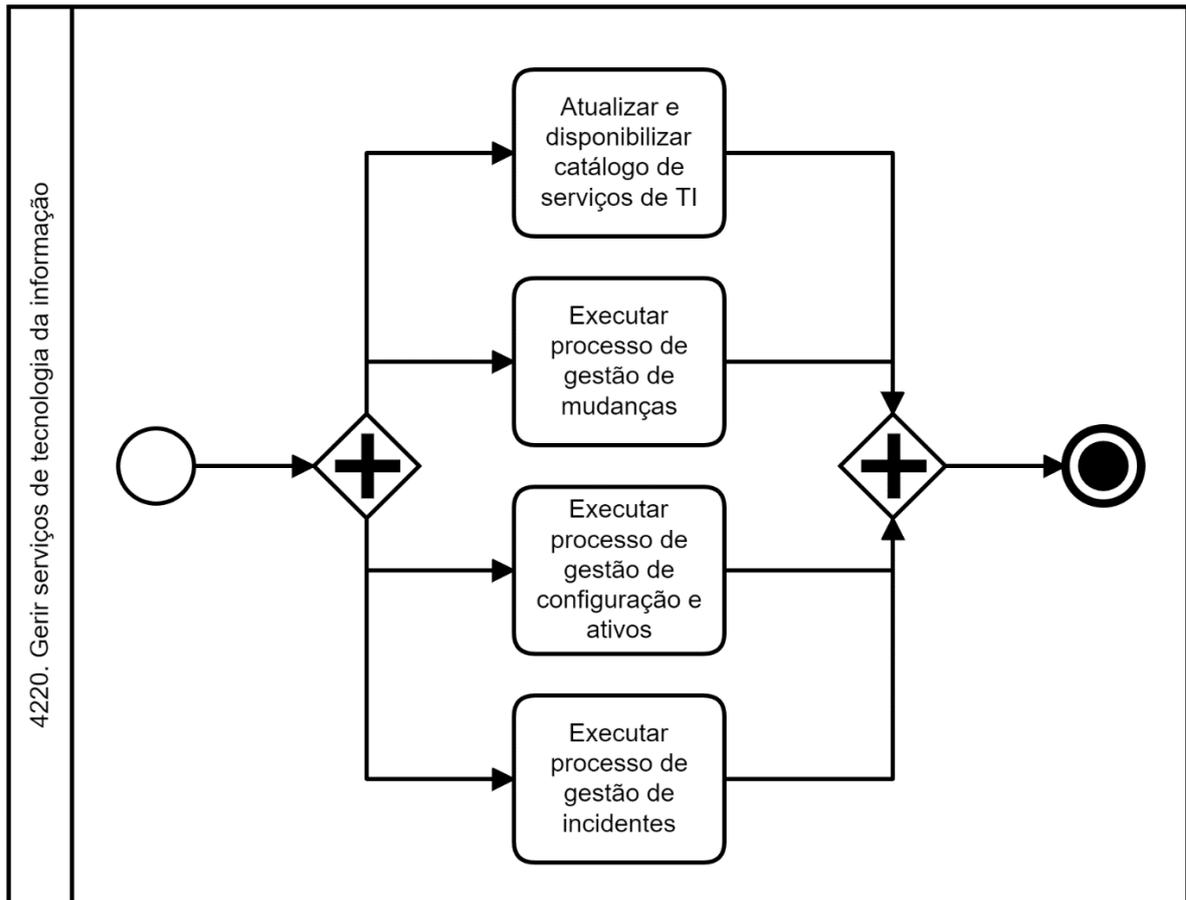 4220. Gerir serviços de tecnologia da informação
Atualizar e
disponibilizar
catálogo de
serviços de TI
Executar
processo de
gestão de
mudanças
Executar
processo de
gestão de
configuração e
ativos
Executar
processo de
gestão de
incidentes